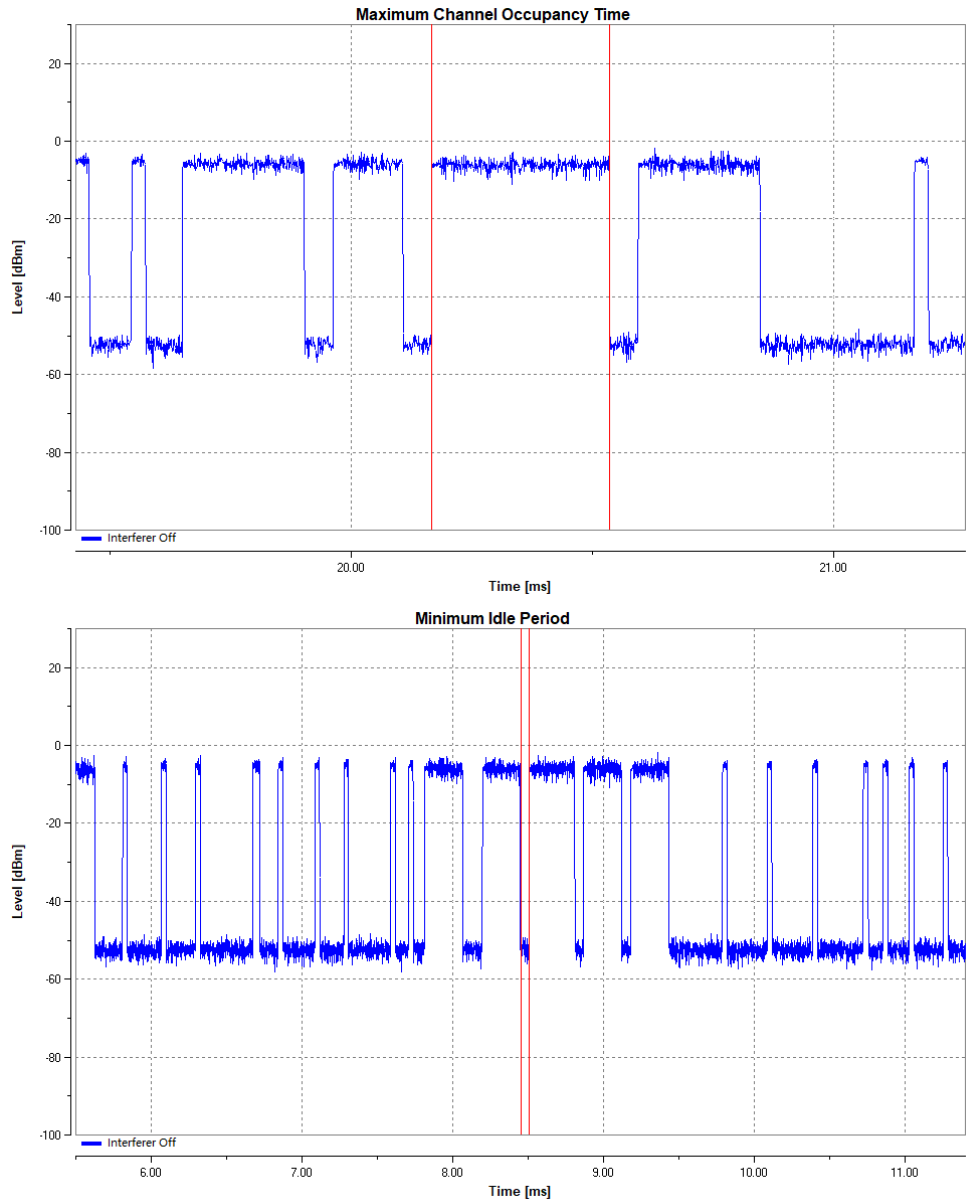 Maximum Channel Occupancy Time
20
0
-20
-40
-60
-80
-100
Level [dBm]
Interferer Off
20.00 21.00
Time [ms]
Minimum Idle Period
20
0
-20
-40
-60
-80
-100
Level [dBm]
Interferer Off
6.00 7.00 8.00 9.00 10.00 11.00
Time [ms]